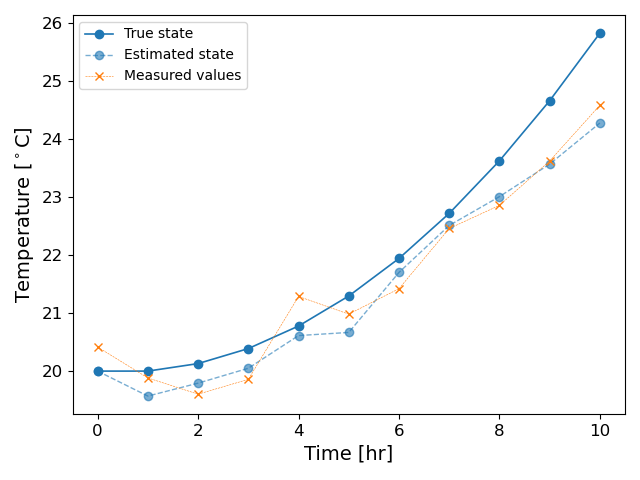 26
25
24
23
22
21
20
Temperature [°C]
True state
Estimated state
Measured values
0 2 4 6 8 10
Time [hr]